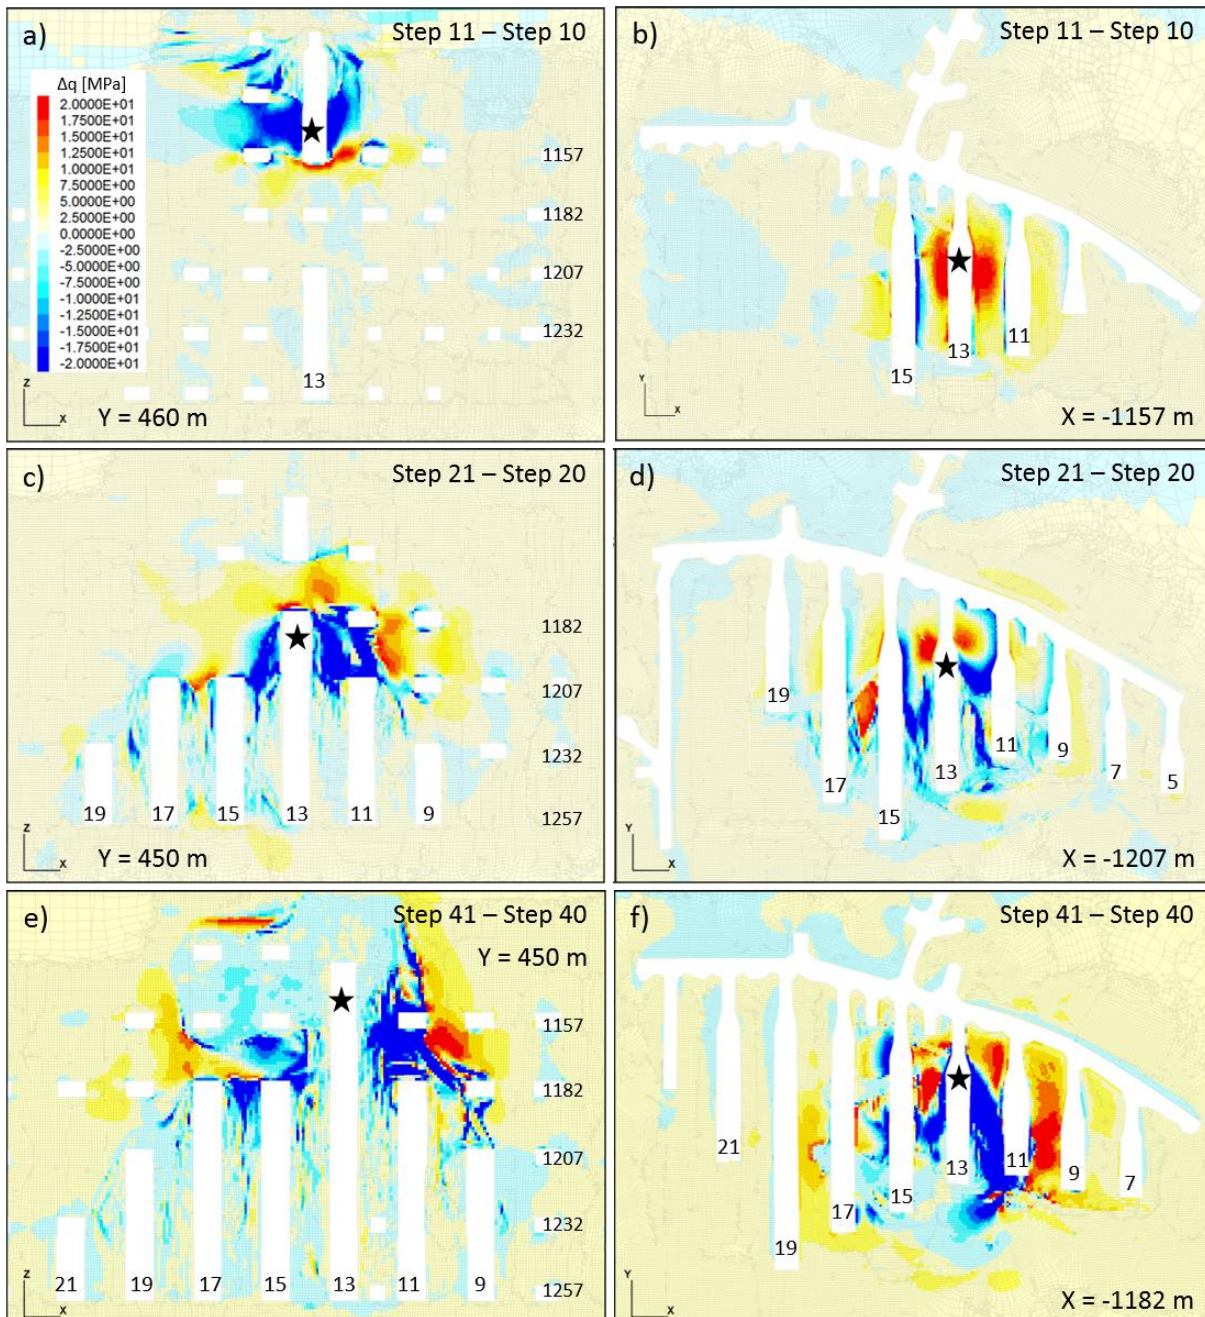 a)
Step 11 – Step 10
Δq [MPa]
2.0000E+01
1.7500E+01
1.5000E+01
1.2500E+01
1.0000E+01
7.5000E+00
5.0000E+00
2.5000E+00
0.0000E+00
-2.5000E+00
-5.0000E+00
-7.5000E+00
-1.0000E+01
-1.2500E+01
-1.5000E+01
-1.7500E+01
-2.0000E+01
1157
1182
1207
1232
13
Z
X
Y = 460 m
b)
Step 11 – Step 10
11
13
15
Y
X
X = -1157 m
c)
Step 21 – Step 20
1182
1207
1232
1257
19
17
15
13
11
9
Z
X
Y = 450 m
d)
Step 21 – Step 20
19
17
15
13
11
9
7
5
Y
X
X = -1207 m
e)
Step 41 – Step 40
Y = 450 m
1157
1182
1207
1232
1257
21
19
17
15
13
11
9
Z
X
f)
Step 41 – Step 40
21
19
17
15
13
11
9
7
Y
X
X = -1182 m